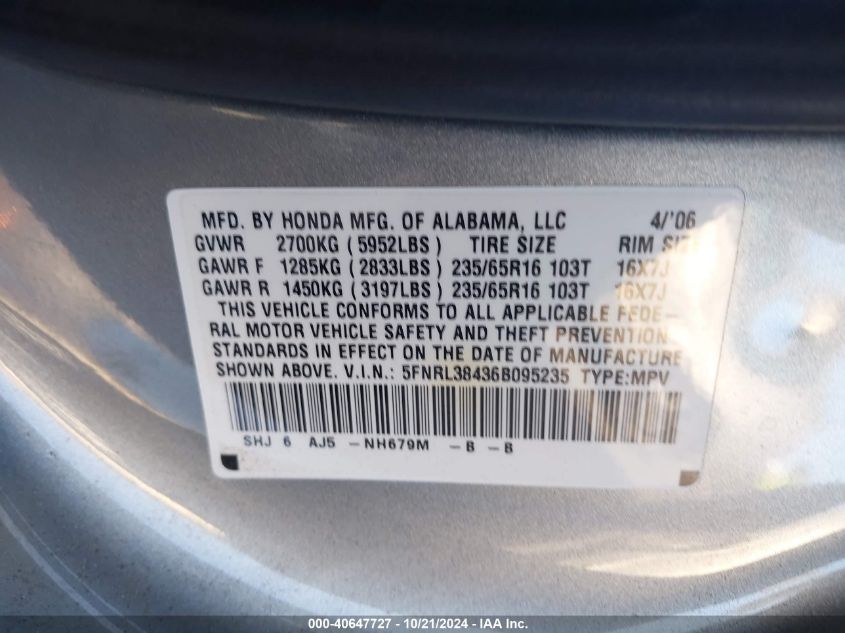 MFD. BY HONDA MFG. OF ALABAMA, LLC 4/'06
GVWR 2700KG (5952LBS) TIRE SIZE RIM SIZE
GAWR F 1285KG (2833LBS) 235/65R16 103T 16X7J
GAWR R 1450KG (3197LBS) 235/65R16 103T 16X7J
THIS VEHICLE CONFORMS TO ALL APPLICABLE FEDE-
RAL MOTOR VEHICLE SAFETY AND THEFT PREVENTION
STANDARDS IN EFFECT ON THE DATE OF MANUFACTURE
SHOWN ABOVE. V.I.N.: 5FNRL38436B095235 TYPE:MPV
SHJ 6 AJ5 -NH679M -B -B
000-40647727 - 10/21/2024 - IAA Inc.